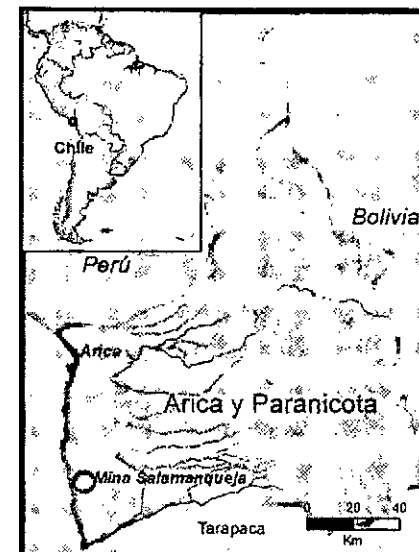 Chile
Bolivia
Perú
Arica
Arica y Paranicota
Mina Salamanqueja
0 20 40
Km
Tarapaca